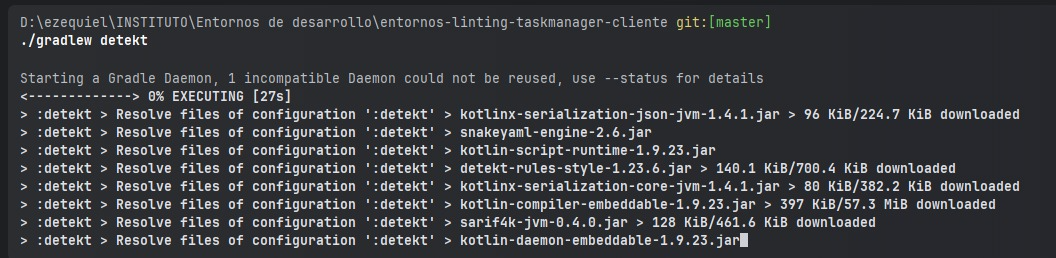 D:\ezequiel\INSTITUTO\Entornos de desarrollo\entornos-linting-taskmanager-cliente git:[master]
./gradlew detekt
Starting a Gradle Daemon, 1 incompatible Daemon could not be reused, use --status for details
<-------------> 0% EXECUTING [27s]
> :detekt > Resolve files of configuration ':detekt' > kotlinx-serialization-json-jvm-1.4.1.jar > 96 KiB/224.7 KiB downloaded
> :detekt > Resolve files of configuration ':detekt' > snakeyaml-engine-2.6.jar
> :detekt > Resolve files of configuration ':detekt' > kotlin-script-runtime-1.9.23.jar
> :detekt > Resolve files of configuration ':detekt' > detekt-rules-style-1.23.6.jar > 140.1 KiB/700.4 KiB downloaded
> :detekt > Resolve files of configuration ':detekt' > kotlinx-serialization-core-jvm-1.4.1.jar > 80 KiB/382.2 KiB downloaded
> :detekt > Resolve files of configuration ':detekt' > kotlin-compiler-embeddable-1.9.23.jar > 397 KiB/57.3 MiB downloaded
> :detekt > Resolve files of configuration ':detekt' > sarif4k-jvm-0.4.0.jar > 128 KiB/461.6 KiB downloaded
> :detekt > Resolve files of configuration ':detekt' > kotlin-daemon-embeddable-1.9.23.jar